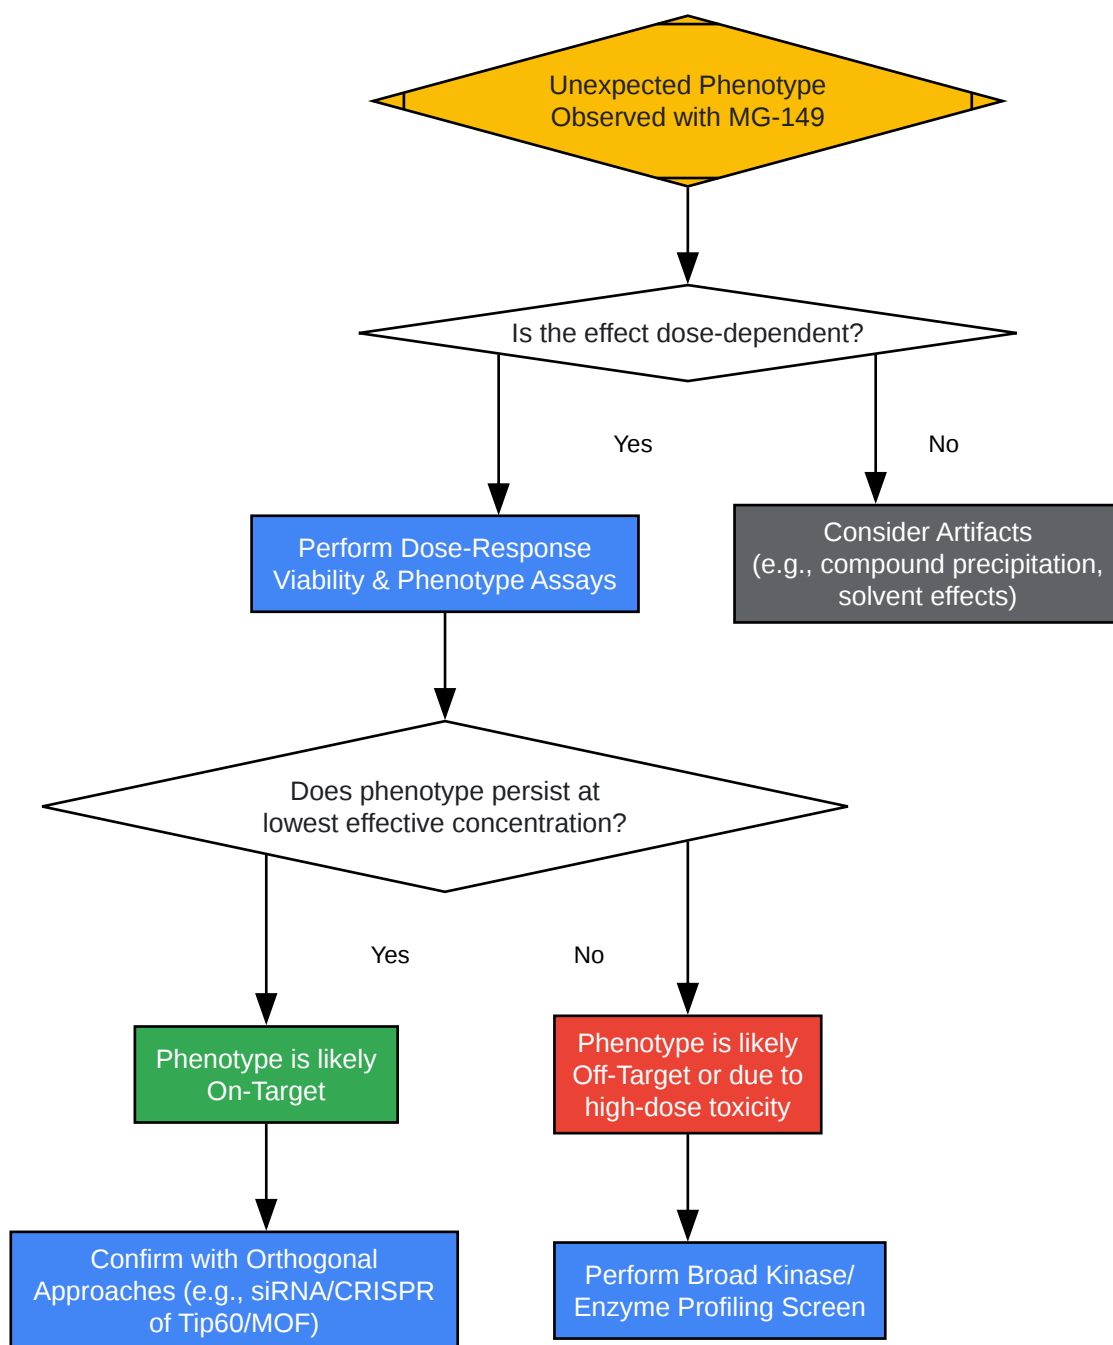 Unexpected Phenotype
Observed with MG-149
Is the effect dose-dependent?
Yes
No
Perform Dose-Response
Viability & Phenotype Assays
Consider Artifacts
(e.g., compound precipitation,
solvent effects)
Does phenotype persist at
lowest effective concentration?
Yes
No
Phenotype is likely
On-Target
Phenotype is likely
Off-Target or due to
high-dose toxicity
Confirm with Orthogonal
Approaches (e.g., siRNA/CRISPR
of Tip60/MOF)
Perform Broad Kinase/
Enzyme Profiling Screen